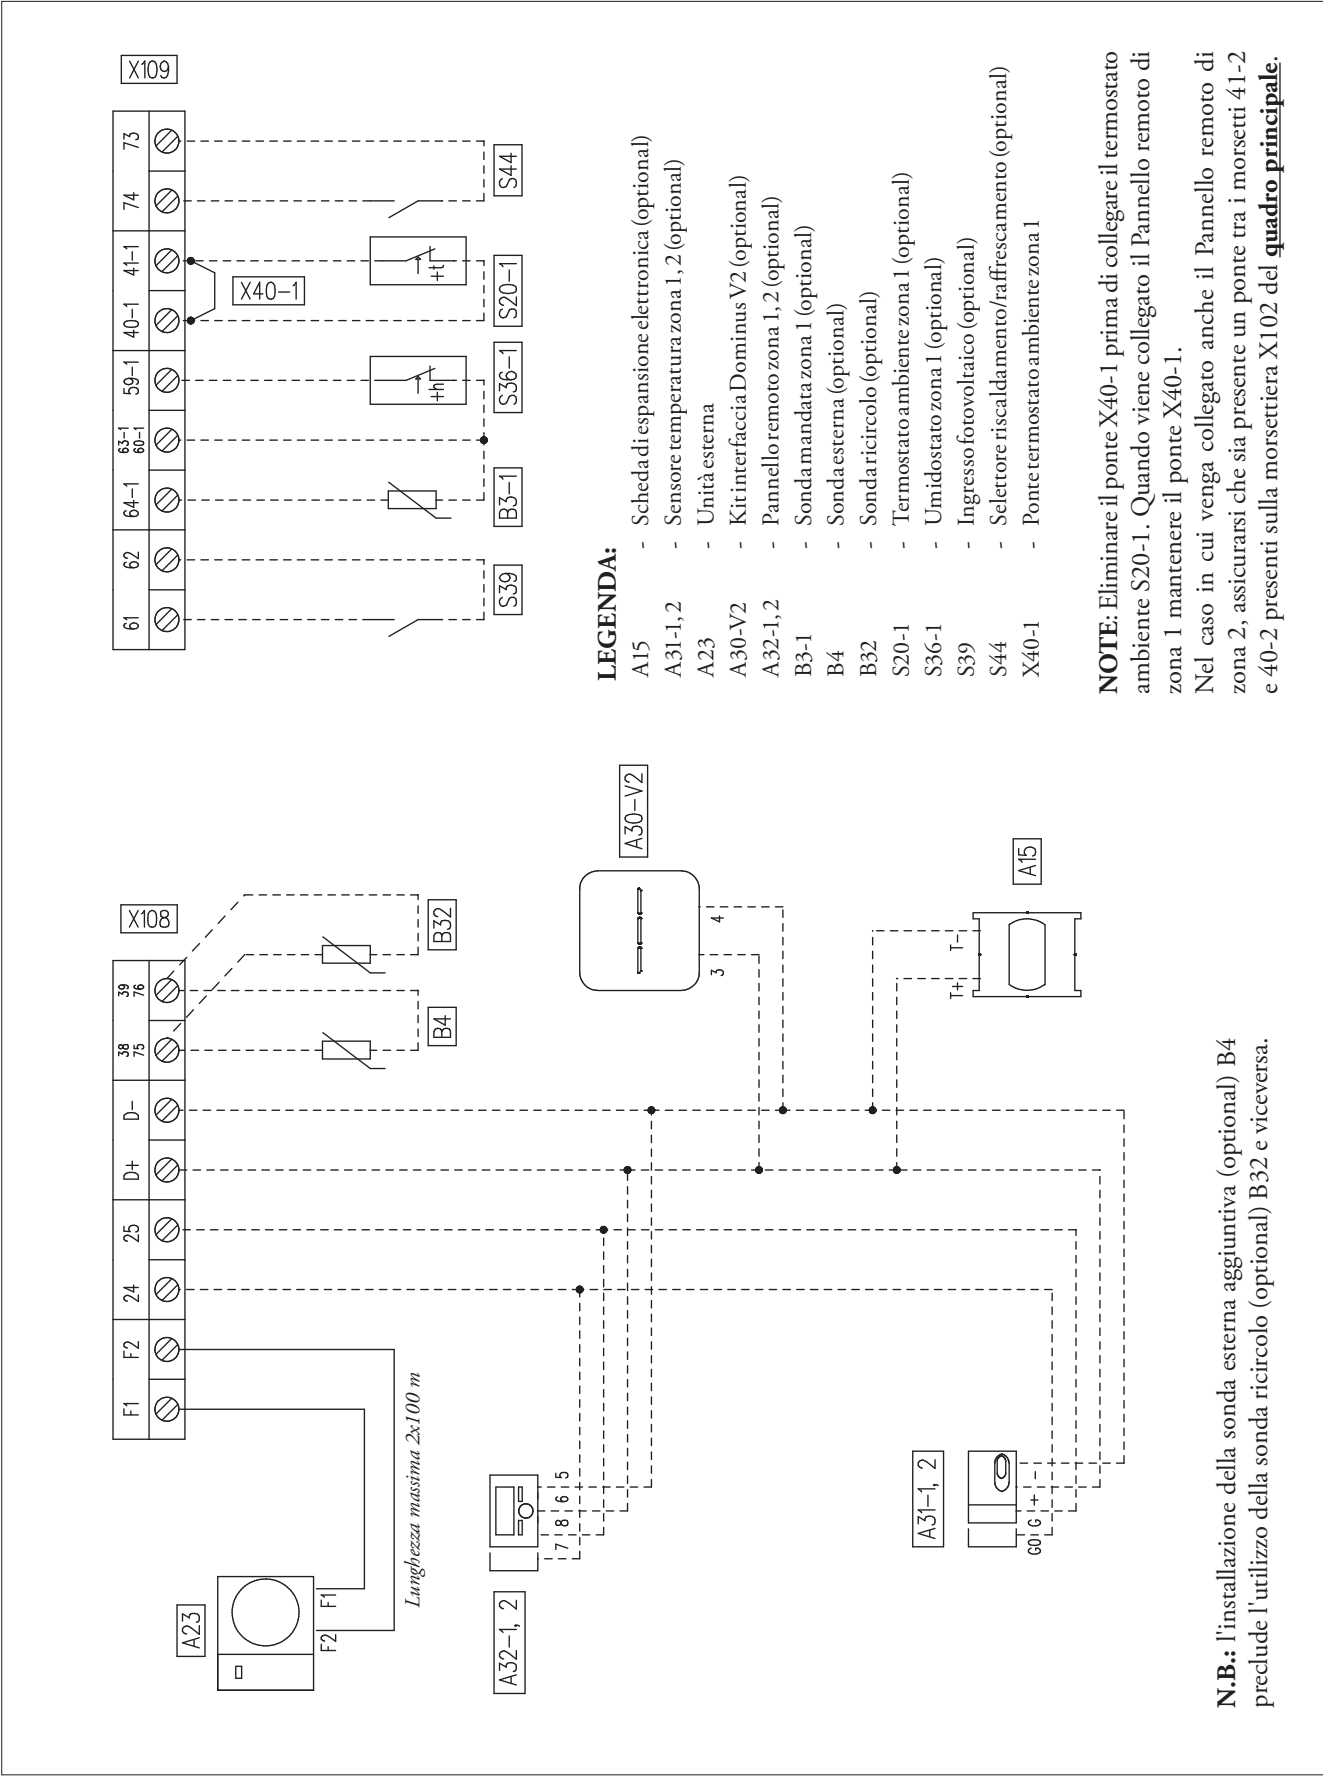 X108
F1
F2
24
25
D+
D-
38
75
39
76
A23
F2
F1
Lunghezza massima 2x100 m
B4
B32
A32-1, 2
7
8
6
5
A30-V2
3
4
A31-1, 2
GO
G
+
-
A15
T+
T-
N.B.: l'installazione della sonda esterna aggiuntiva (optional) B4
preclude l'utilizzo della sonda ricircolo (optional) B32 e viceversa.
X109
61
62
64-1
63-1
60-1
59-1
40-1
41-1
74
73
X40-1
+h
+t
S39
B3-1
S36-1
S20-1
S44
LEGENDA:
A15 - Scheda di espansione elettronica (optional)
A31-1,2 - Sensore temperatura zona 1, 2 (optional)
A23 - Unità esterna
A30-V2 - Kit interfaccia Dominus V2 (optional)
A32-1, 2 - Pannello remoto zona 1, 2 (optional)
B3-1 - Sonda mandata zona 1 (optional)
B4 - Sonda esterna (optional)
B32 - Sonda ricircolo (optional)
S20-1 - Termostato ambiente zona 1 (optional)
S36-1 - Umidostato zona 1 (optional)
S39 - Ingresso fotovoltaico (optional)
S44 - Selettore riscaldamento/raffrescamento (optional)
X40-1 - Ponte termostato ambiente zona 1
NOTE: Eliminare il ponte X40-1 prima di collegare il termostato
ambiente S20-1. Quando viene collegato il Pannello remoto di
zona 1 mantenere il ponte X40-1.
Nel caso in cui venga collegato anche il Pannello remoto di
zona 2, assicurarsi che sia presente un ponte tra i morsetti 41-2
e 40-2 presenti sulla morsettiera X102 del quadro principale.